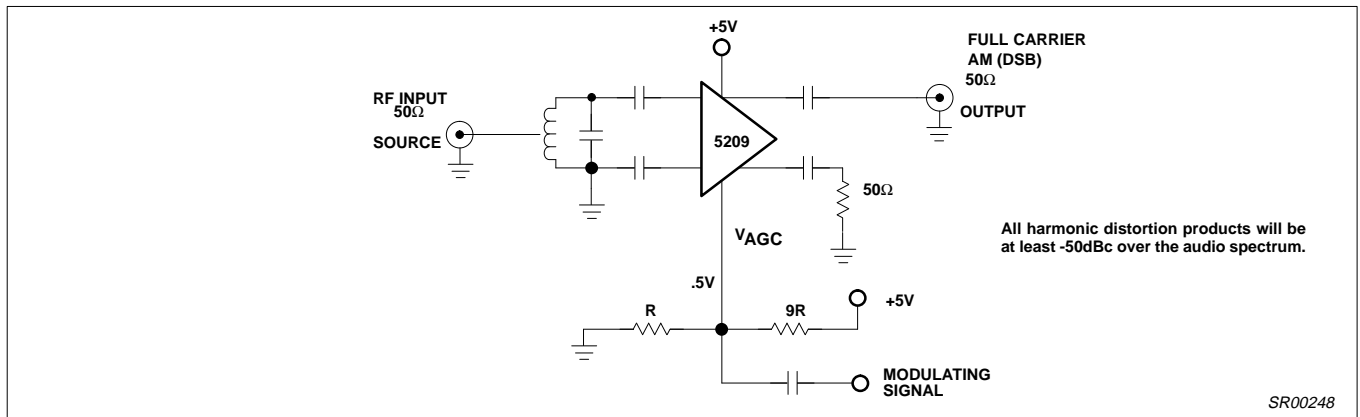 +5V
FULL CARRIER
AM (DSB)
50Ω
OUTPUT
RF INPUT
50Ω
SOURCE
5209
50Ω
All harmonic distortion products will be
at least -50dBc over the audio spectrum.
VAGC
.5V
+5V
R
9R
MODULATING
SIGNAL
SR00248